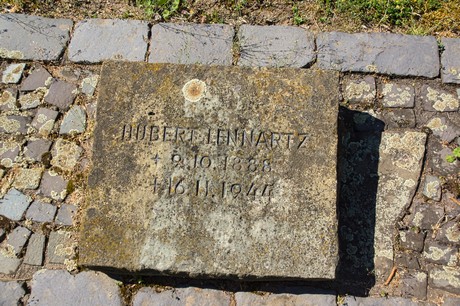 HUBERT LENNARTZ
* 9.10.1888
+ 16.11.1944